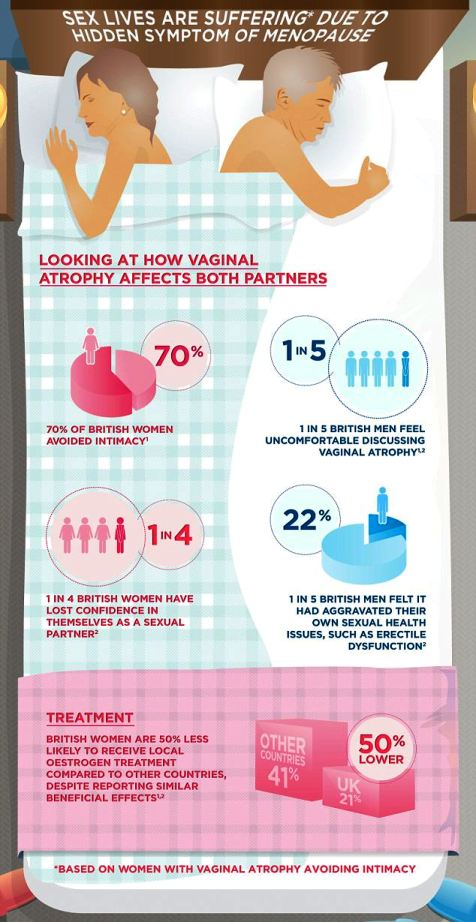 SEX LIVES ARE SUFFERING* DUE TO
HIDDEN SYMPTOM OF MENOPAUSE
LOOKING AT HOW VAGINAL
ATROPHY AFFECTS BOTH PARTNERS
70%
70% OF BRITISH WOMEN
AVOIDED INTIMACY¹
1 IN 5
1 IN 5 BRITISH MEN FEEL
UNCOMFORTABLE DISCUSSING
VAGINAL ATROPHY¹,²
1 IN 4
1 IN 4 BRITISH WOMEN HAVE
LOST CONFIDENCE IN
THEMSELVES AS A SEXUAL
PARTNER²
22%
1 IN 5 BRITISH MEN FELT IT
HAD AGGRAVATED THEIR
OWN SEXUAL HEALTH
ISSUES, SUCH AS ERECTILE
DYSFUNCTION²
TREATMENT
BRITISH WOMEN ARE 50% LESS
LIKELY TO RECEIVE LOCAL
OESTROGEN TREATMENT
COMPARED TO OTHER COUNTRIES,
DESPITE REPORTING SIMILAR
BENEFICIAL EFFECTS¹,²
OTHER
COUNTRIES
41%
50%
LOWER
UK
21%
*BASED ON WOMEN WITH VAGINAL ATROPHY AVOIDING INTIMACY